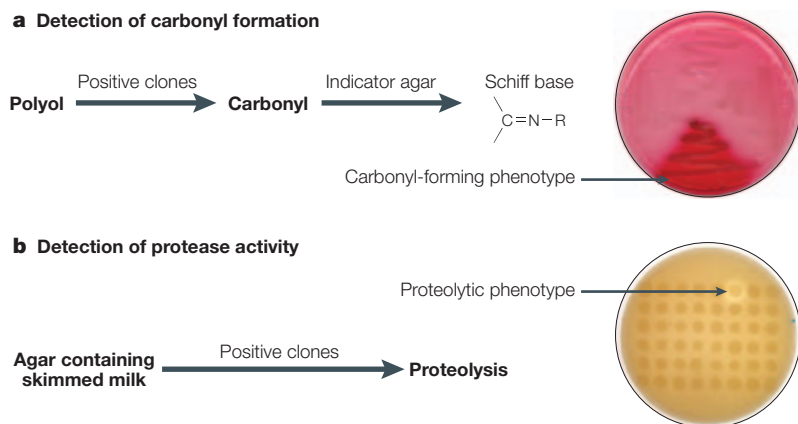 a Detection of carbonyl formation
Polyol
Positive clones
Carbonyl
Indicator agar
Schiff base
C=N–R
Carbonyl-forming phenotype
b Detection of protease activity
Proteolytic phenotype
Agar containing
skimmed milk
Positive clones
Proteolysis